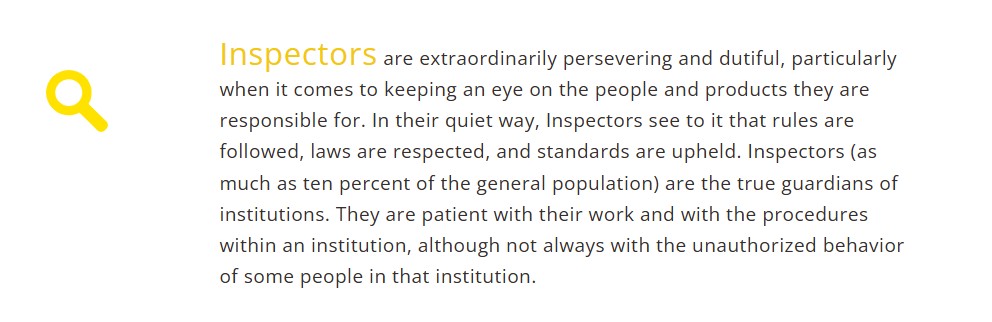 Inspectors are extraordinarily persevering and dutiful, particularly
when it comes to keeping an eye on the people and products they are
responsible for. In their quiet way, Inspectors see to it that rules are
followed, laws are respected, and standards are upheld. Inspectors (as
much as ten percent of the general population) are the true guardians of
institutions. They are patient with their work and with the procedures
within an institution, although not always with the unauthorized behavior
of some people in that institution.